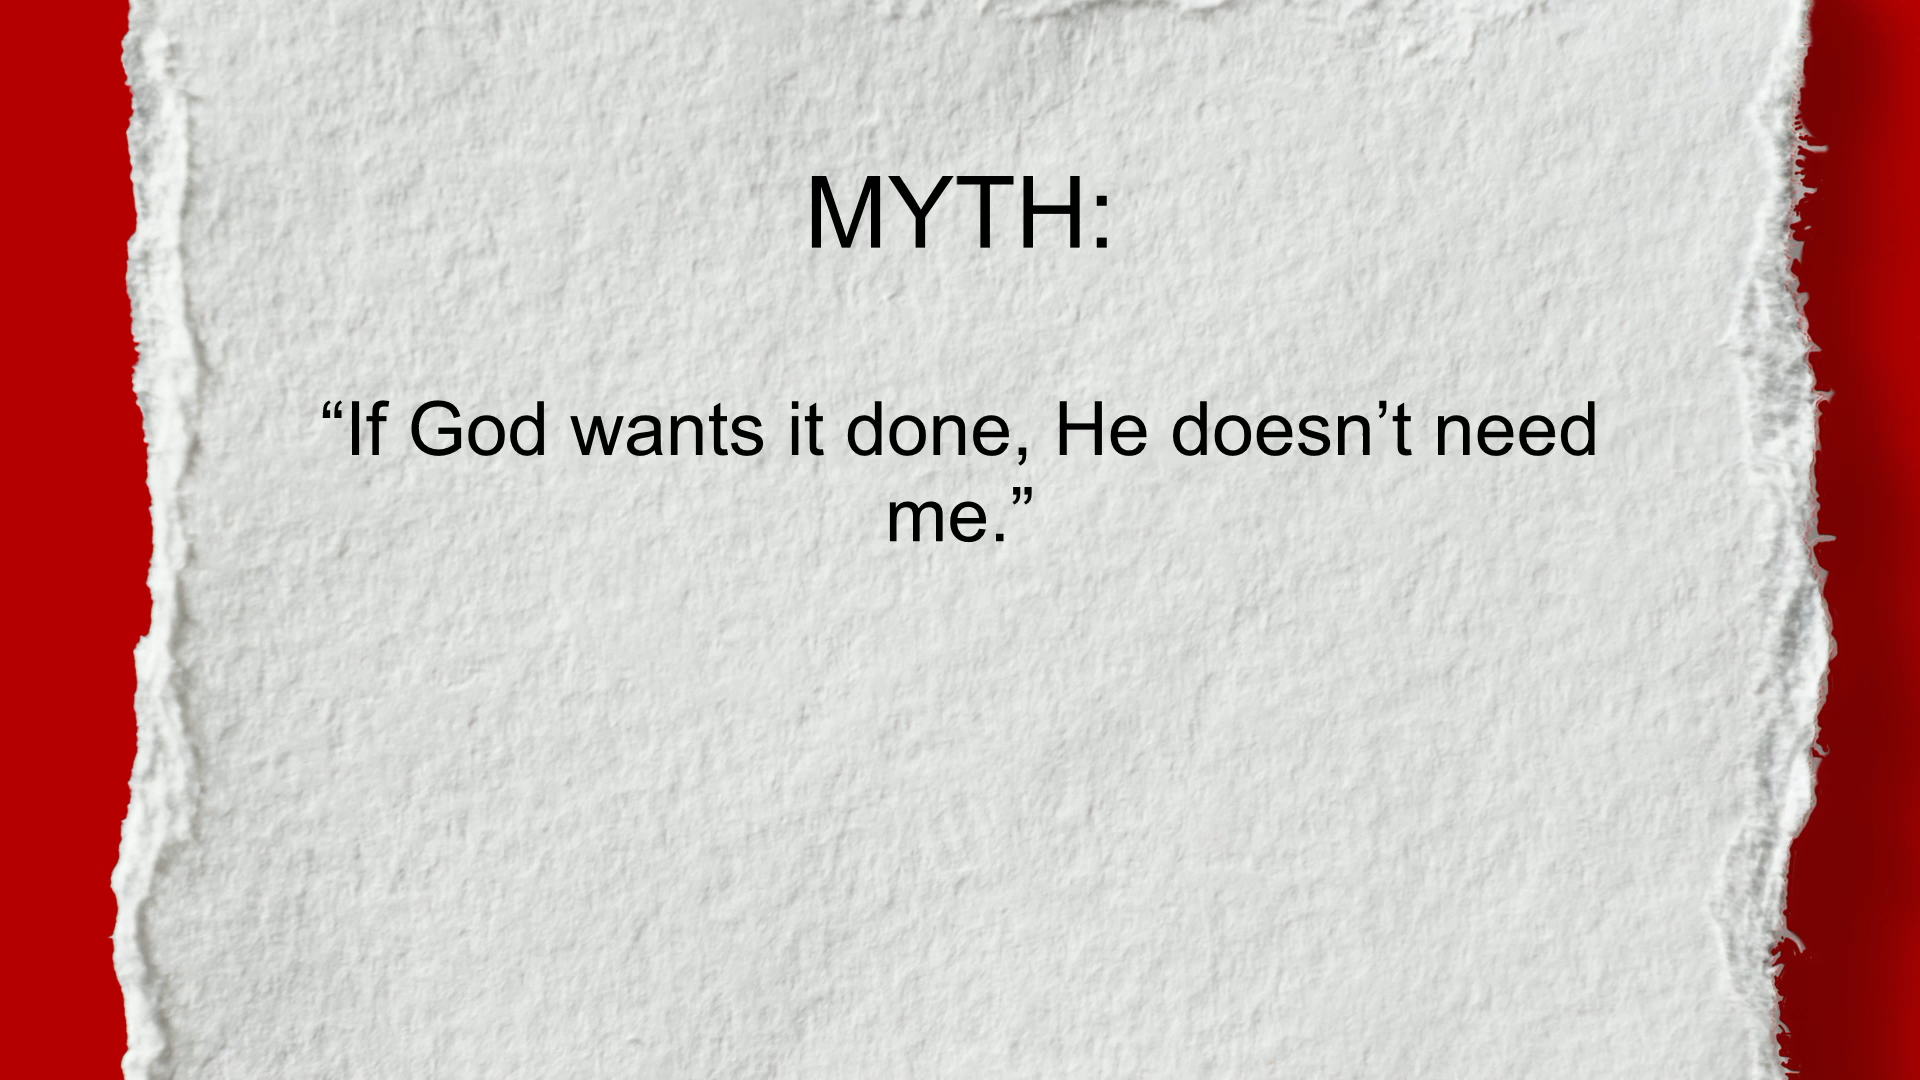 MYTH:
“If God wants it done, He doesn’t need
me.”